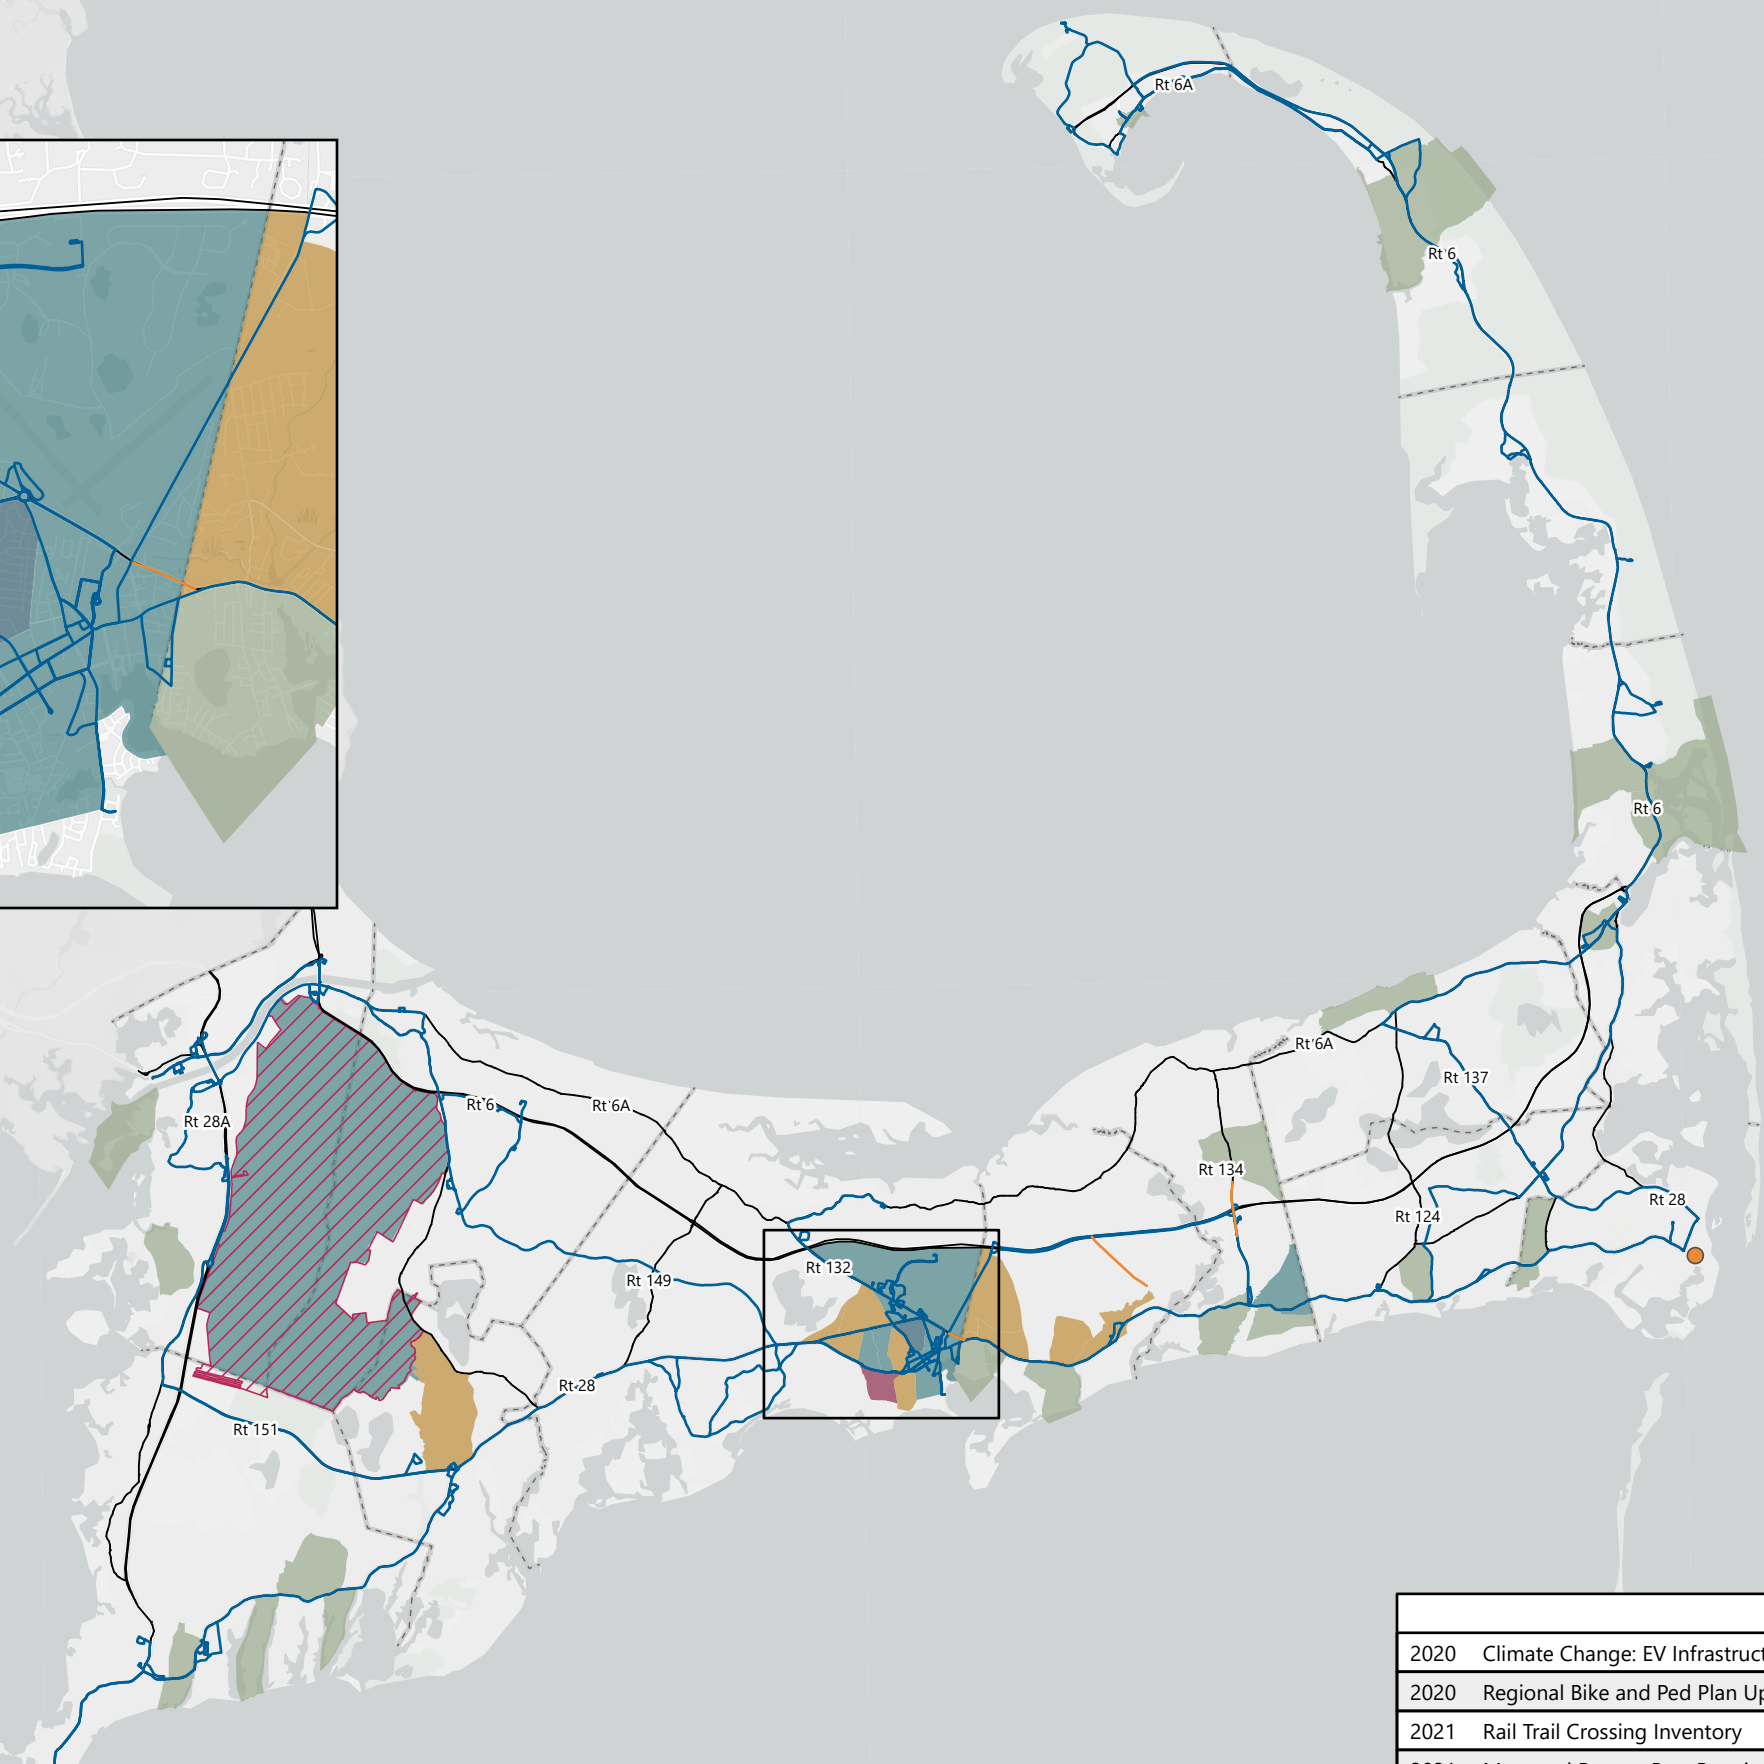 Rt 6A
Rt 6
Rt 6
Rt 6A
Rt 137
Rt 6
Rt 6A
Rt 28A
Rt 134
Rt 28
Rt 124
Rt 132
Rt 149
Rt 28
Rt 151
2020 Climate Change: EV Infrastruct
2020 Regional Bike and Ped Plan Up
2021 Rail Trail Crossing Inventory